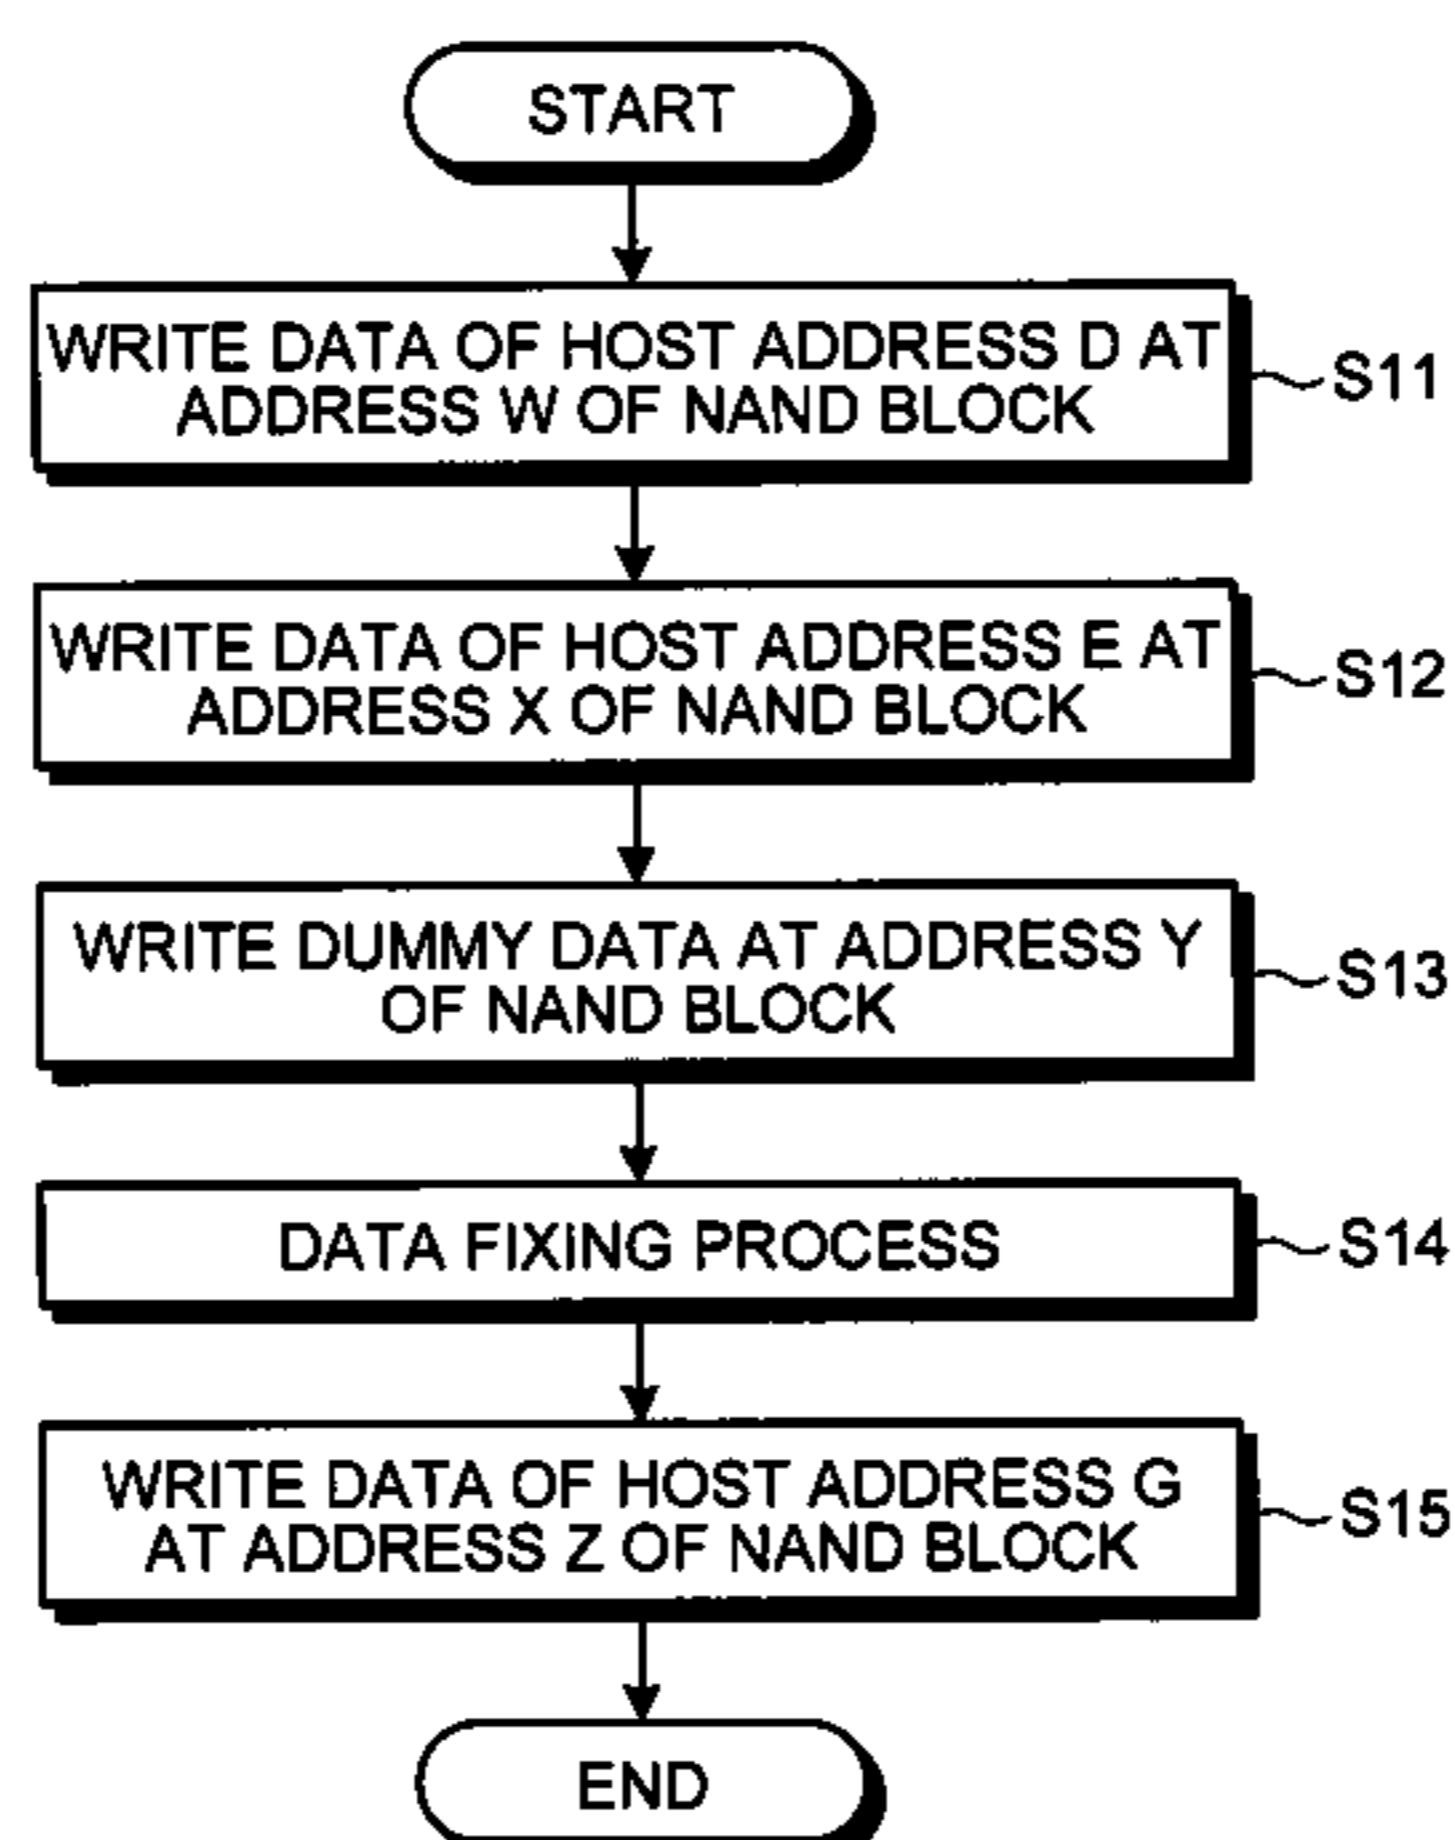 START
WRITE DATA OF HOST ADDRESS D AT
ADDRESS W OF NAND BLOCK
S11
WRITE DATA OF HOST ADDRESS E AT
ADDRESS X OF NAND BLOCK
S12
WRITE DUMMY DATA AT ADDRESS Y
OF NAND BLOCK
S13
DATA FIXING PROCESS
S14
WRITE DATA OF HOST ADDRESS G
AT ADDRESS Z OF NAND BLOCK
S15
END